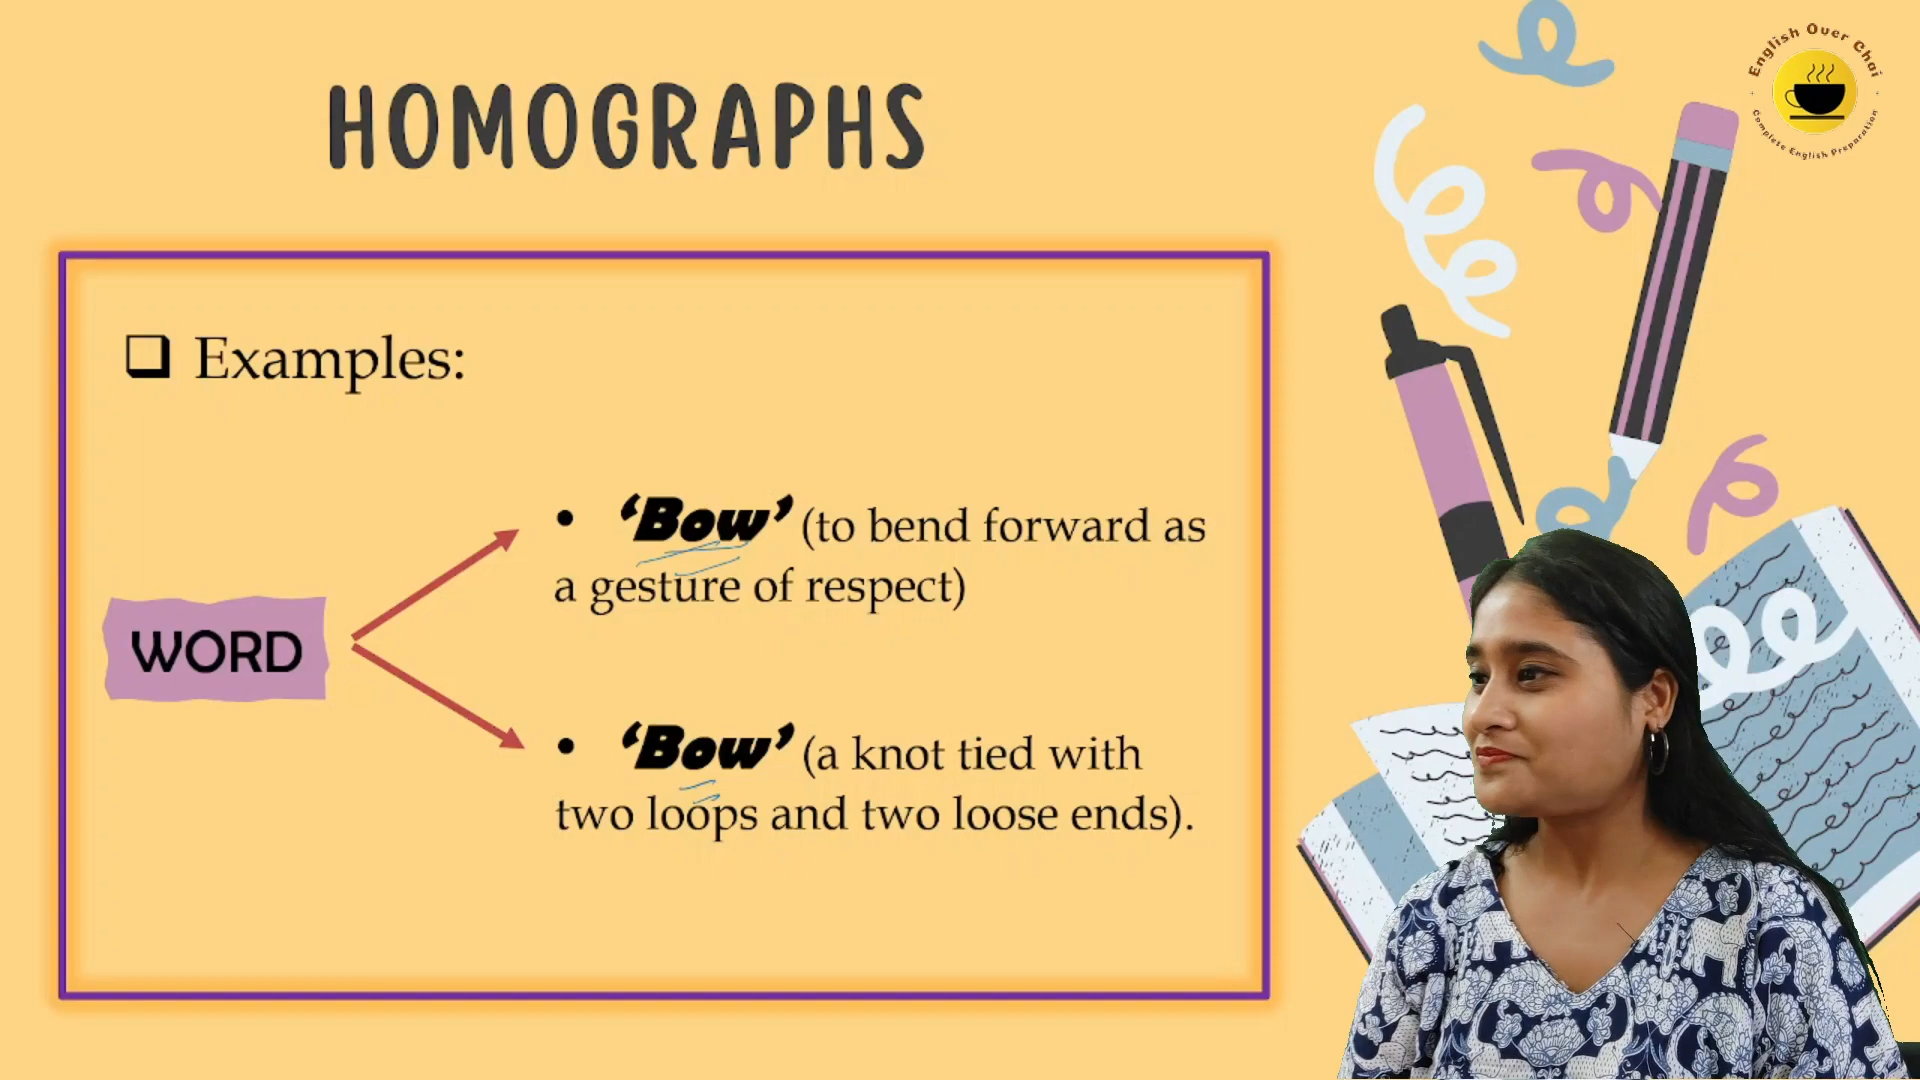 English Over Chai
Complete English Preparation
HOMOGRAPHS
❑ Examples:
WORD
• ‘Bow’ (to bend forward as
a gesture of respect)
• ‘Bow’ (a knot tied with
two loops and two loose ends).